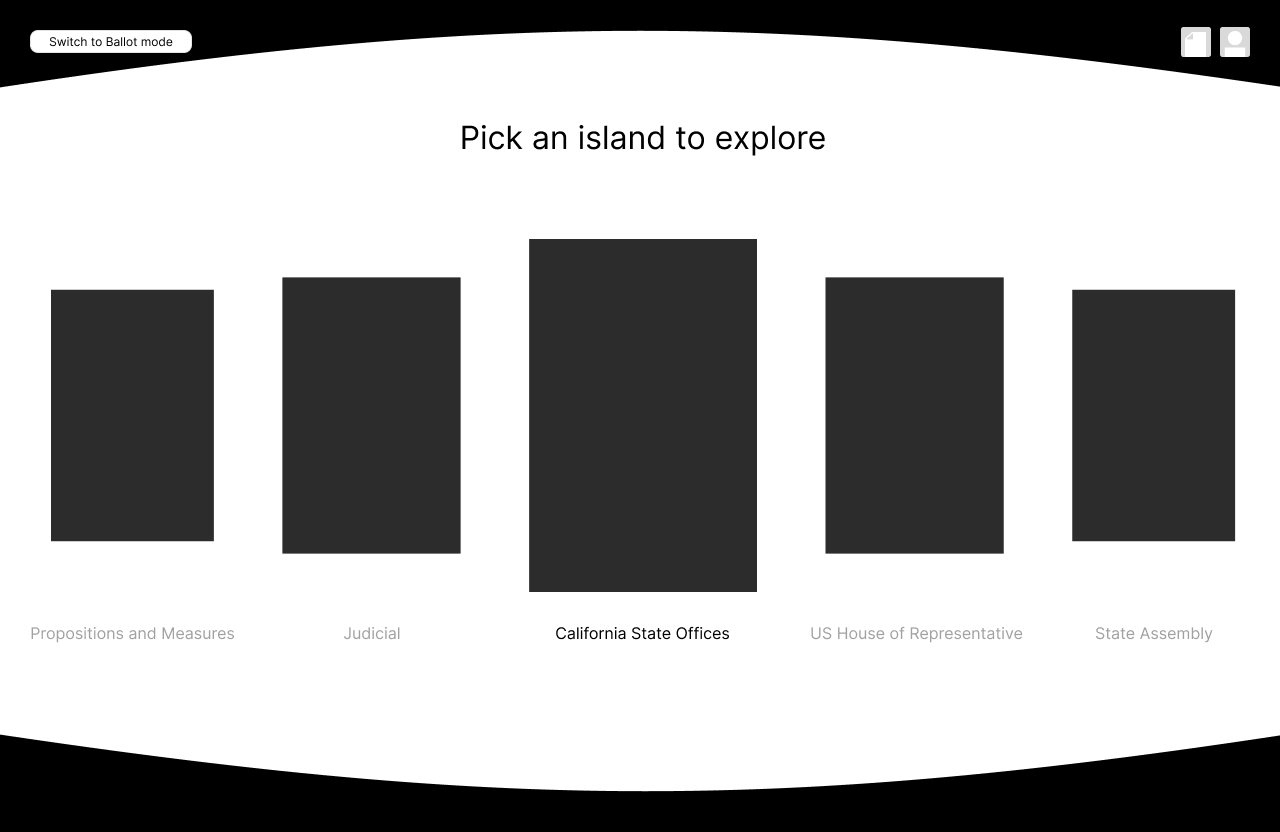 Switch to Ballot mode
Pick an island to explore
Propositions and Measures
Judicial
California State Offices
US House of Representative
State Assembly